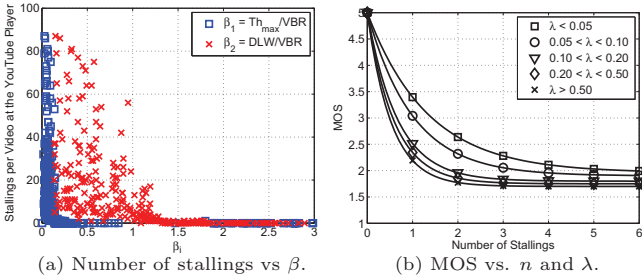 Stallings per Video at the YouTube Player
100
80
60
40
20
0
0 0.5 1 1.5 2 2.5 3
βi
β1 = Thmax/VBR
β2 = DLW/VBR
(a) Number of stallings vs β.
MOS
5
4.5
4
3.5
3
2.5
2
1.5
1
0 1 2 3 4 5 6
Number of Stallings
λ < 0.05
0.05 < λ < 0.10
0.10 < λ < 0.20
0.20 < λ < 0.50
λ > 0.50
(b) MOS vs. n and λ.